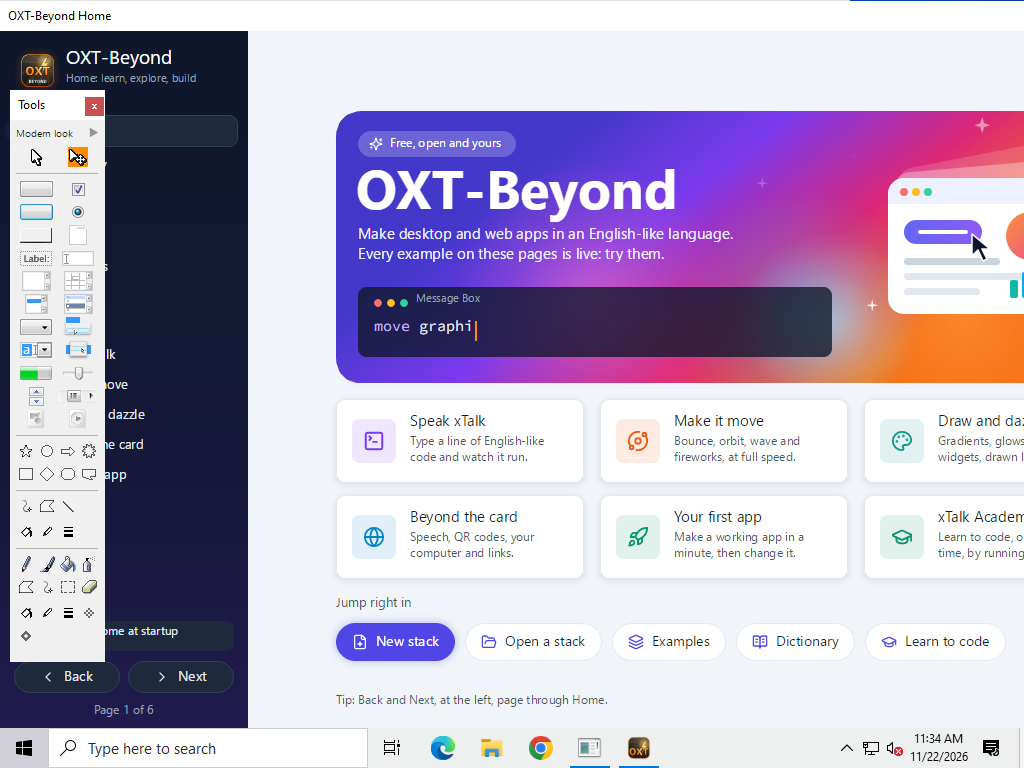 OXT-Beyond Home
OXT
BEYOND
OXT-Beyond
Home: learn, explore, build
Tools
x
Modern look
Label:
a
lk
ove
dazzle
e card
app
ome at startup
Back
Next
Page 1 of 6
Free, open and yours
OXT-Beyond
Make desktop and web apps in an English-like language.
Every example on these pages is live: try them.
Message Box
move graphi
Speak xTalk
Type a line of English-like
code and watch it run.
Make it move
Bounce, orbit, wave and
fireworks, at full speed.
Draw and daz
Gradients, glows
widgets, drawn l
Beyond the card
Speech, QR codes, your
computer and links.
Your first app
Make a working app in a
minute, then change it.
xTalk Academ
Learn to code, o
time, by running
Jump right in
New stack
Open a stack
Examples
Dictionary
Learn to code
Tip: Back and Next, at the left, page through Home.
Type here to search
OXT
11:34 AM
11/22/2026